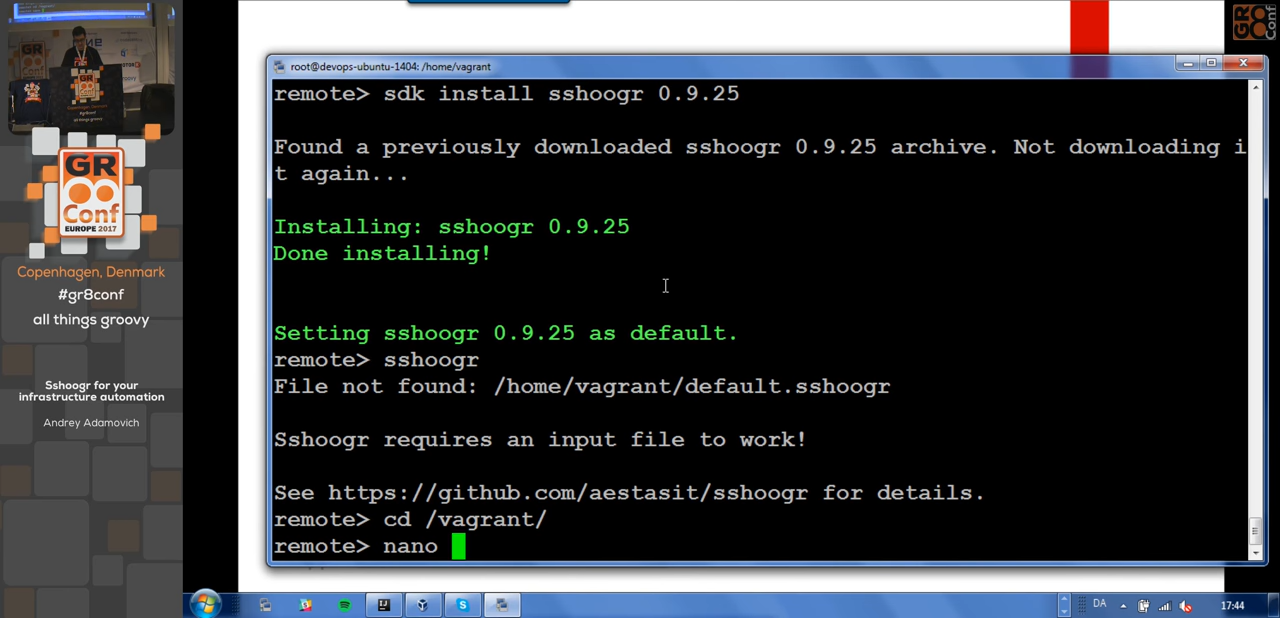 GR
Conf
EUROPE 2017
Copenhagen, Denmark
#gr8conf
all things groovy
Sshoogr for your
infrastructure automation
Andrey Adamovich
root@devops-ubuntu-1404: /home/vagrant
remote> sdk install sshoogr 0.9.25
Found a previously downloaded sshoogr 0.9.25 archive. Not downloading i
t again...
Installing: sshoogr 0.9.25
Done installing!
Setting sshoogr 0.9.25 as default.
remote> sshoogr
File not found: /home/vagrant/default.sshoogr
Sshoogr requires an input file to work!
See https://github.com/aestasit/sshoogr for details.
remote> cd /vagrant/
remote> nano
DA
17:44
GR
Conf